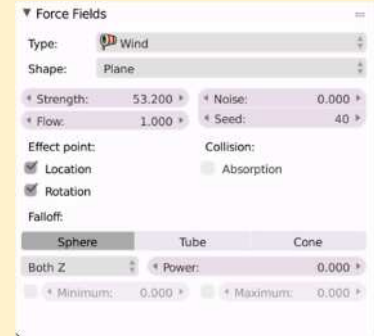 Force Fields
Type: Wind
Shape: Plane
Strength: 53.200 Noise: 0.000
Flow: 1.000 Seed: 40
Effect point: Collision:
Location Absorption
Rotation
Falloff:
Sphere Tube Cone
Both Z Power: 0.000
Minimum: 0.000 Maximum: 0.000